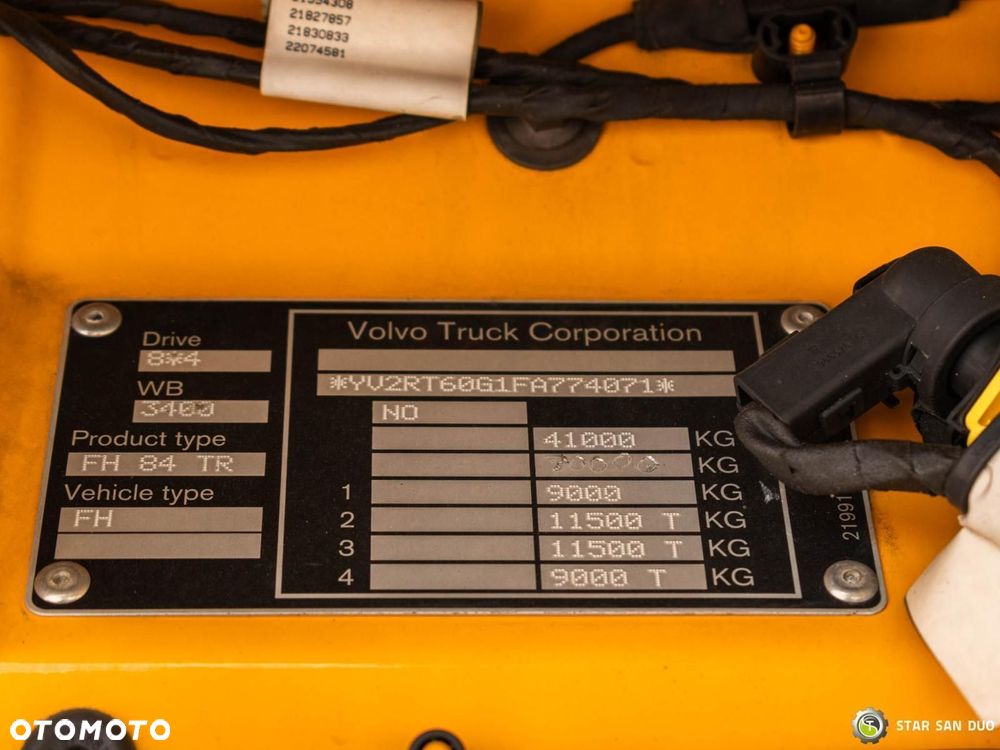 21827857
21830833
22074581
Volvo Truck Corporation
Drive
8*4
*YV2RT60G1FA774071*
WB
3400
NO
Product type
41000 KG
FH 84 TR
KG
Vehicle type
1 9000 KG
FH
2 11500 T KG
3 11500 T KG
4 9000 T KG
OTOMOTO
STAR SAN DUO